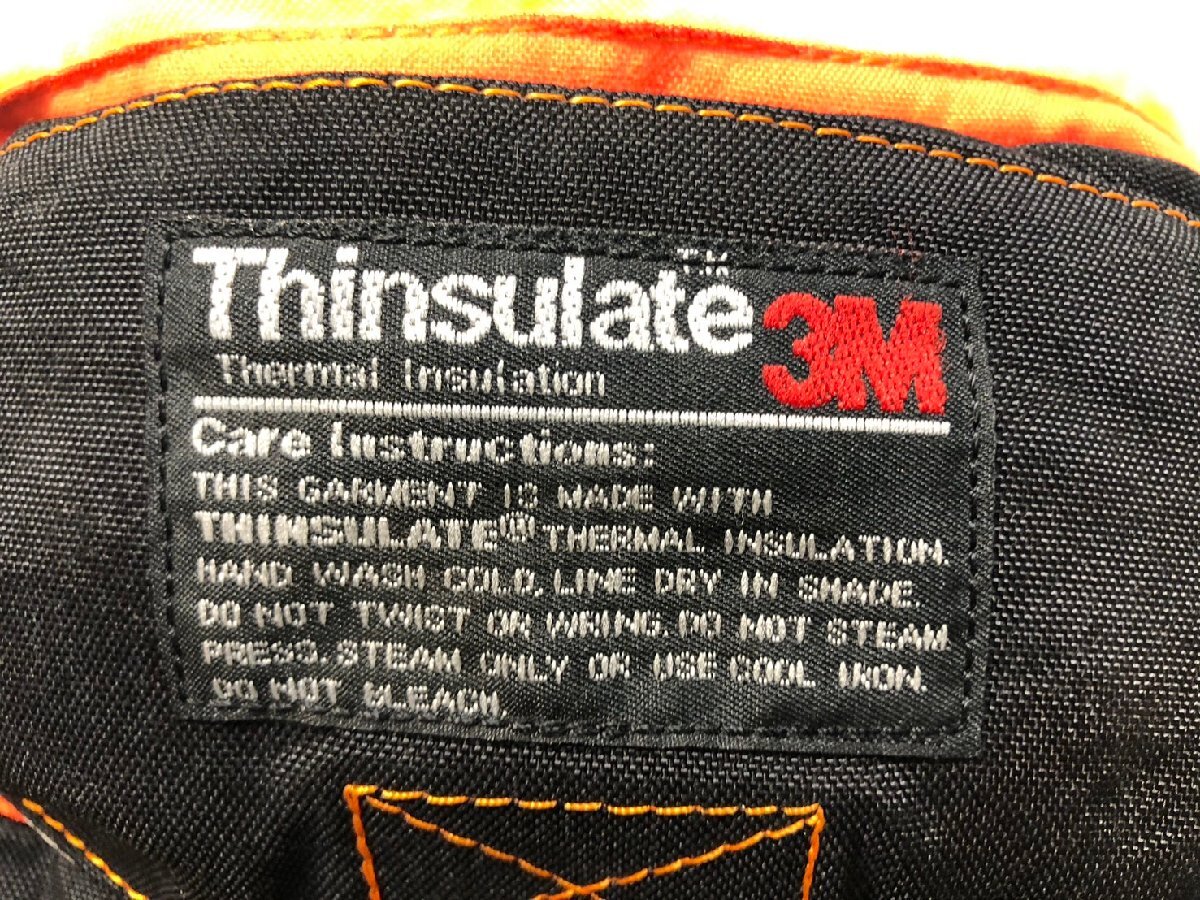 Thinsulate™ 3M
Thermal Insulation
Care Instructions:
THIS GARMENT IS MADE WITH
THINSULATE™ THERMAL INSULATION.
HAND WASH COLD, LINE DRY IN SHADE.
DO NOT TWIST OR WRING. DO NOT STEAM
PRESS, STEAM ONLY OR USE COOL IRON.
DO NOT BLEACH